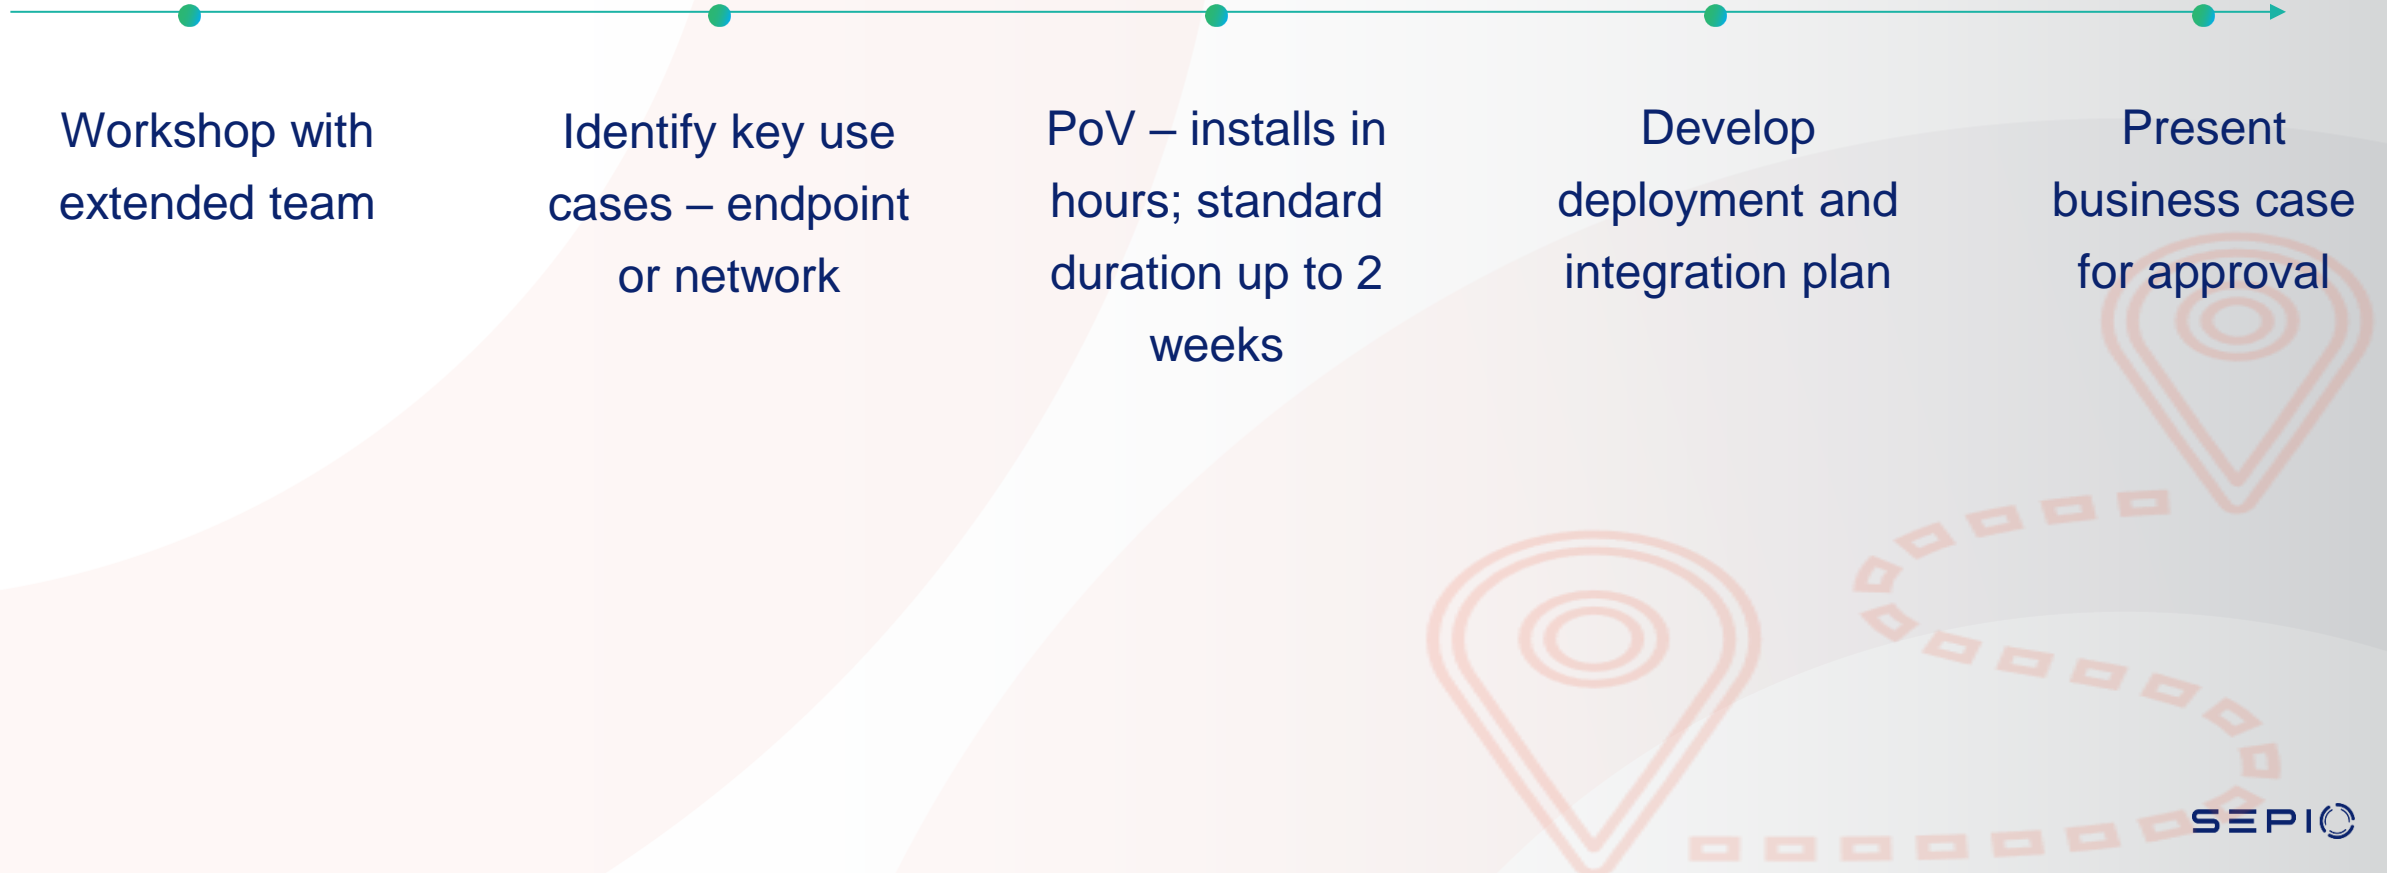 Workshop with
extended team
Identify key use
cases – endpoint
or network
PoV – installs in
hours; standard
duration up to 2
weeks
Develop
deployment and
integration plan
Present
business case
for approval
SEPIO